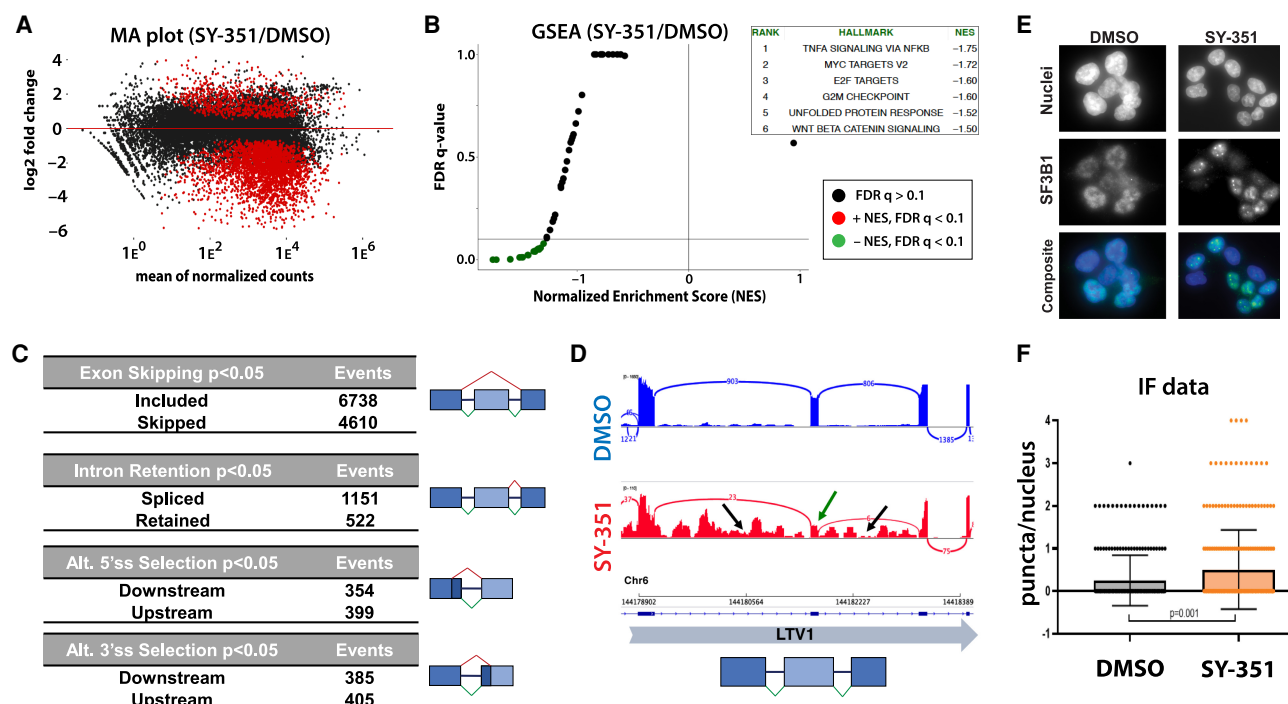 A
MA plot (SY-351/DMSO)
log2 fold change
4
2
0
−2
−4
−6
1e0
1e2
1e4
1e6
mean of normalized counts
B
GSEA (SY-351/DMSO)
FDR q-value
1.0
0.5
0.0
−1
0
1
Normalized Enrichment Score (NES)
RANK HALLMARK NES
1 TNFA SIGNALING VIA NFKB −1.75
2 MYC TARGETS V2 −1.72
3 E2F TARGETS −1.60
4 G2M CHECKPOINT −1.60
5 UNFOLDED PROTEIN RESPONSE −1.52
6 WNT BETA CATENIN SIGNALING −1.50
FDR q > 0.1
+ NES, FDR q < 0.1
− NES, FDR q < 0.1
E
DMSO SY-351
Nuclei
SF3B1
Composite
C
Exon Skipping p<0.05 Events
Included 6738
Skipped 4610
Intron Retention p<0.05 Events
Spliced 1151
Retained 522
Alt. 5'ss Selection p<0.05 Events
Downstream 354
Upstream 399
Alt. 3'ss Selection p<0.05 Events
Downstream 385
Upstream 405
D
DMSO
903
806
1221
1385
SY-351
37
23
6
75
Chr6
144178902 144180564 144182227 144418389
LTV1
F
IF data
puncta/nucleus
4
3
2
1
0
-1
p=0.001
DMSO SY-351